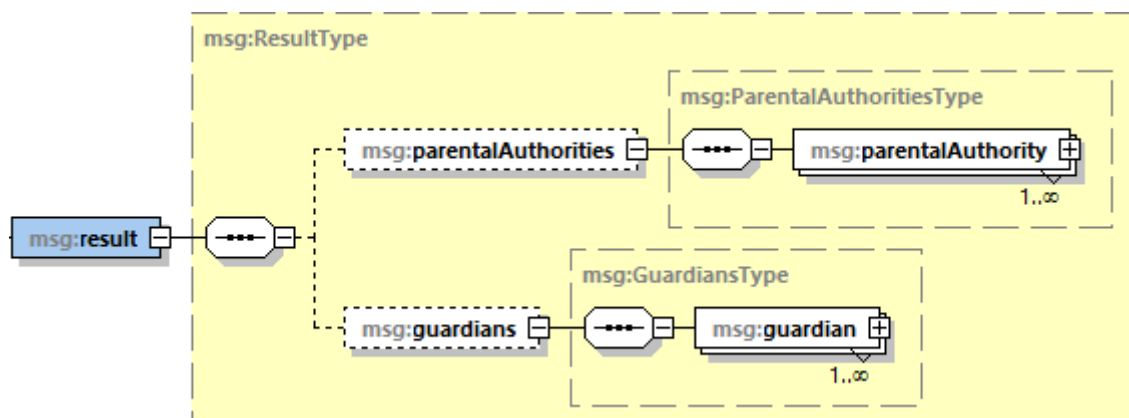 msg:ResultType
msg:ParentalAuthoritiesType
msg:parentalAuthorities
msg:parentalAuthority
1..∞
msg:result
msg:GuardiansType
msg:guardians
msg:guardian
1..∞